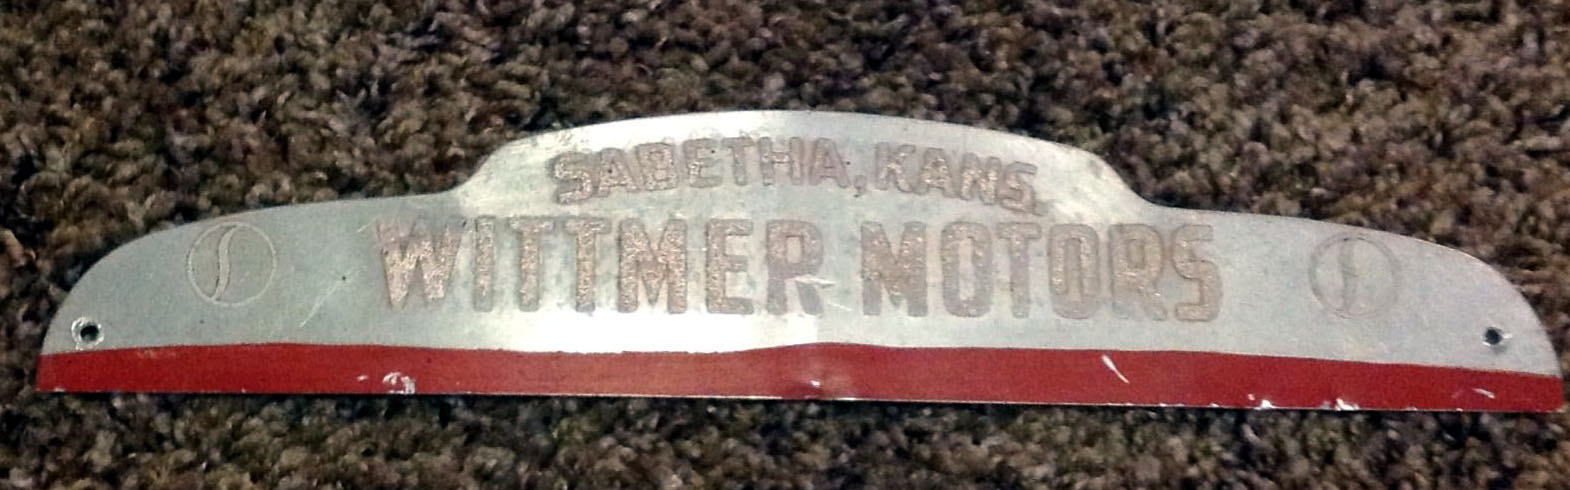 SABETHA, KANS.
S WITTMER MOTORS S